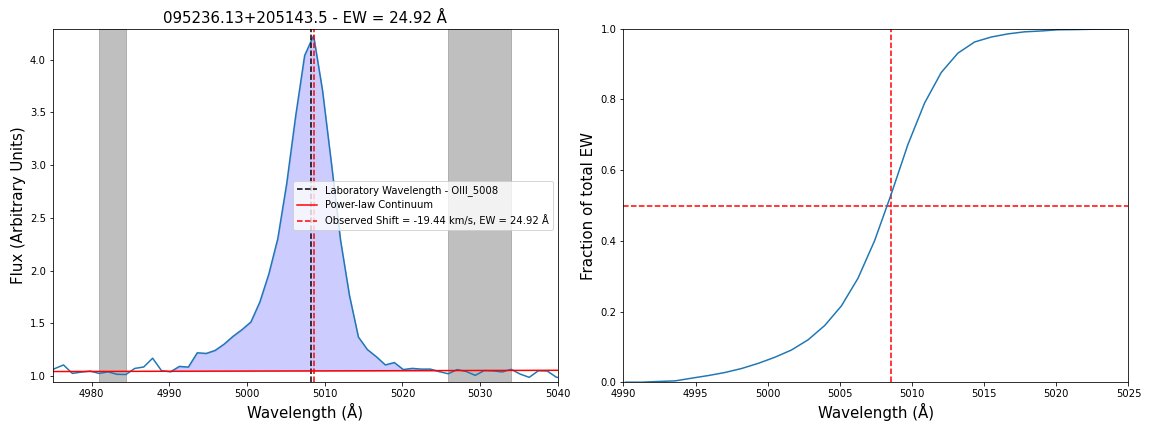 095236.13+205143.5 - EW = 24.92 Å
Flux (Arbitrary Units)
4.0
3.5
3.0
2.5
2.0
1.5
1.0
Laboratory Wavelength - OIII_5008
Power-law Continuum
Observed Shift = -19.44 km/s, EW = 24.92 Å
4980 4990 5000 5010 5020 5030 5040
Wavelength (Å)
Fraction of total EW
1.0
0.8
0.6
0.4
0.2
0.0
4990 4995 5000 5005 5010 5015 5020 5025
Wavelength (Å)